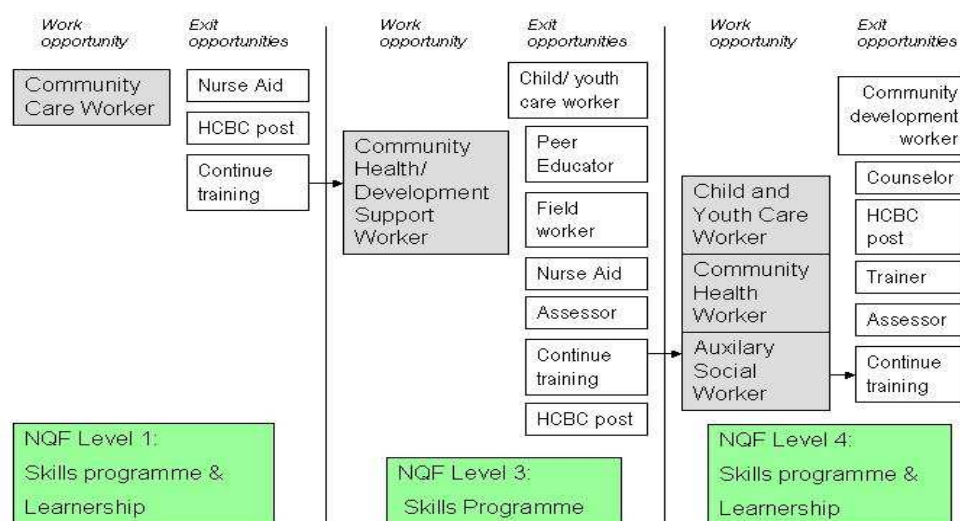 Work
opportunity
Exit
opportunities
Community
Care Worker
Nurse Aid
HCBC post
Continue
training
NQF Level 1:
Skills programme &
Learnership
Work
opportunity
Exit
opportunities
Community
Health/
Development
Support
Worker
Child/ youth
care worker
Peer
Educator
Field
worker
Nurse Aid
Assessor
Continue
training
HCBC post
NQF Level 3:
Skills Programme
Work
opportunity
Exit
opportunities
Child and
Youth Care
Worker
Community
Health
Worker
Auxilary
Social
Worker
Community
development
worker
Counselor
HCBC
post
Trainer
Assessor
Continue
training
NQF Level 4:
Skills programme &
Learnership